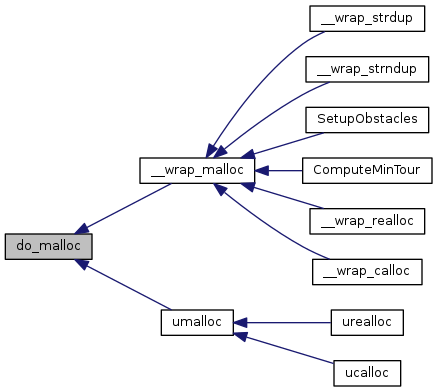 __wrap_strdup
__wrap_strndup
SetupObstacles
__wrap_malloc
ComputeMinTour
__wrap_realloc
do_malloc
__wrap_calloc
umalloc
urealloc
ucalloc